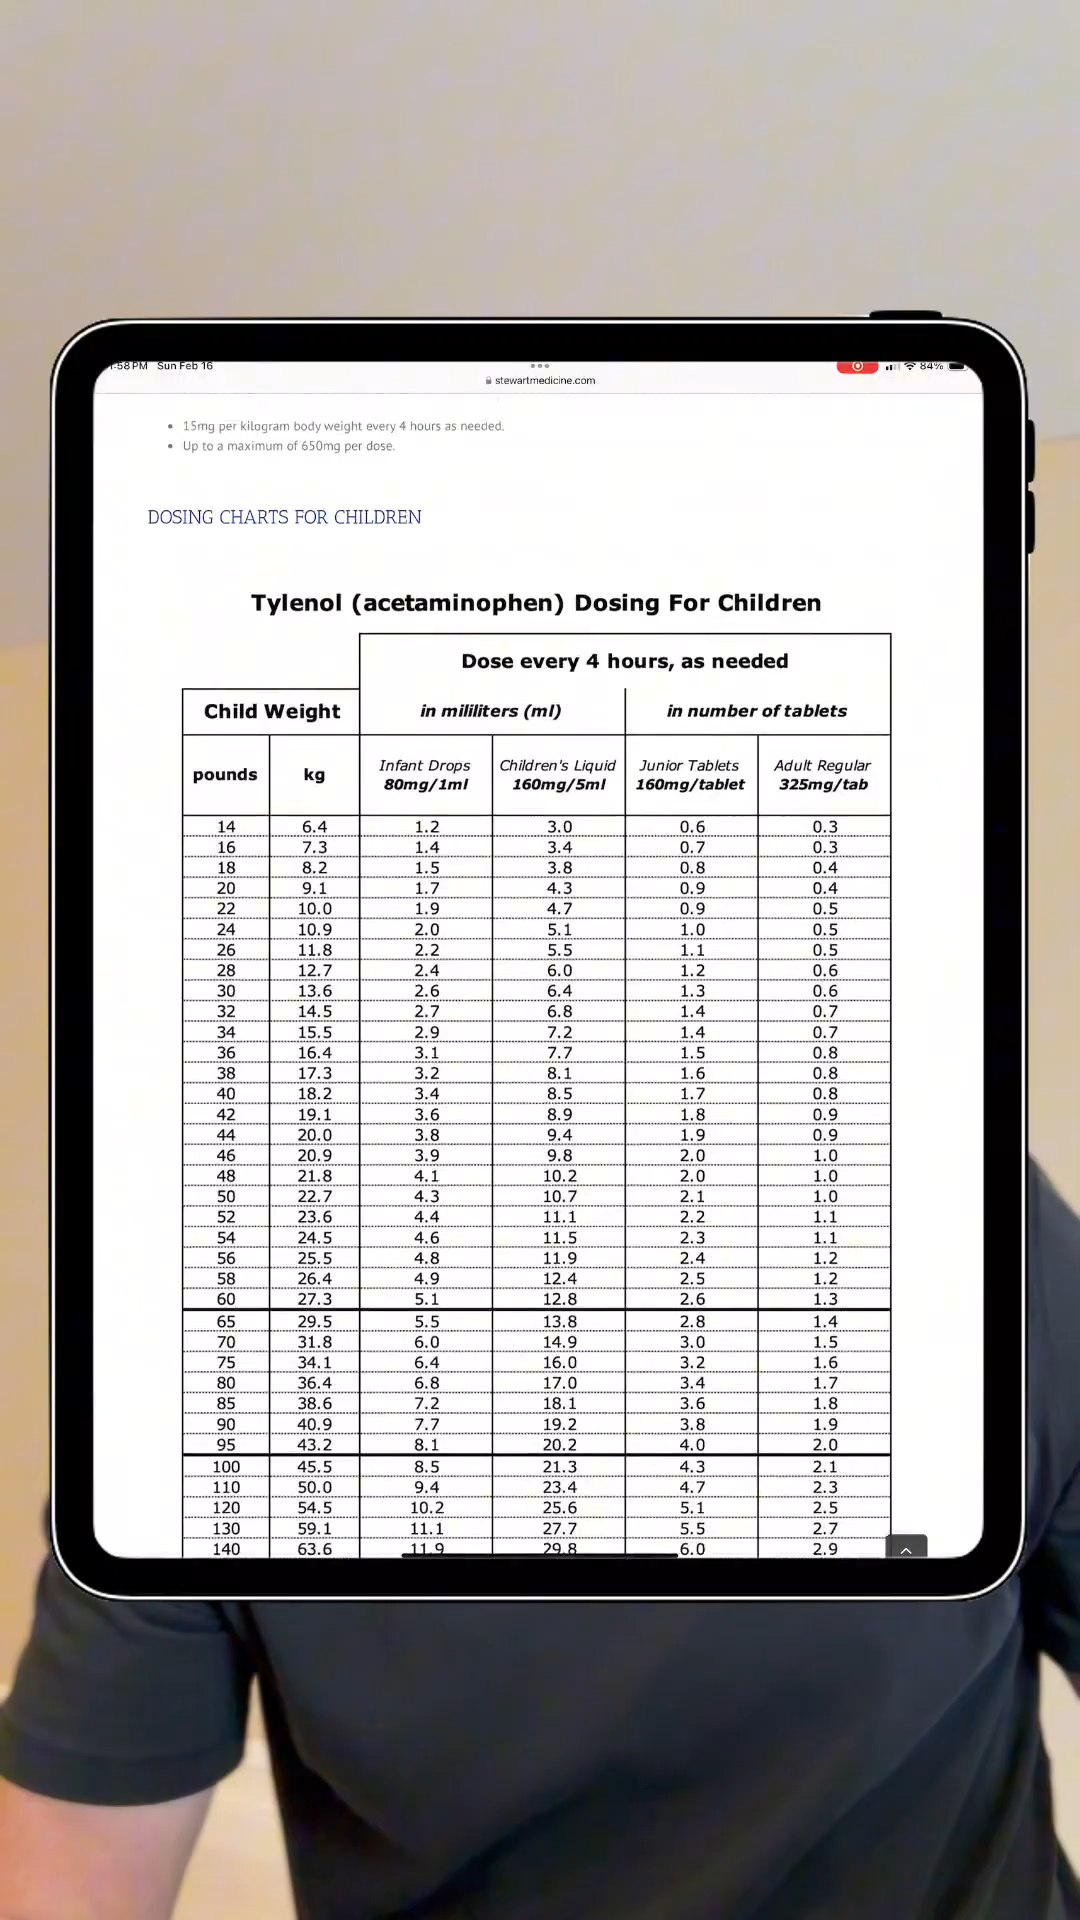 1:58 PM Sun Feb 16
84%
stewartmedicine.com
15mg per kilogram body weight every 4 hours as needed.
Up to a maximum of 650mg per dose.
DOSING CHARTS FOR CHILDREN
Tylenol (acetaminophen) Dosing For Children
Dose every 4 hours, as needed
Child Weight in mililiters (ml) in number of tablets
pounds kg Infant Drops 80mg/1ml Children's Liquid 160mg/5ml Junior Tablets 160mg/tablet Adult Regular 325mg/tab
14 6.4 1.2 3.0 0.6 0.3
16 7.3 1.4 3.4 0.7 0.3
18 8.2 1.5 3.8 0.8 0.4
20 9.1 1.7 4.3 0.9 0.4
22 10.0 1.9 4.7 0.9 0.5
24 10.9 2.0 5.1 1.0 0.5
26 11.8 2.2 5.5 1.1 0.5
28 12.7 2.4 6.0 1.2 0.6
30 13.6 2.6 6.4 1.3 0.6
32 14.5 2.7 6.8 1.4 0.7
34 15.5 2.9 7.2 1.4 0.7
36 16.4 3.1 7.7 1.5 0.8
38 17.3 3.2 8.1 1.6 0.8
40 18.2 3.4 8.5 1.7 0.8
42 19.1 3.6 8.9 1.8 0.9
44 20.0 3.8 9.4 1.9 0.9
46 20.9 3.9 9.8 2.0 1.0
48 21.8 4.1 10.2 2.0 1.0
50 22.7 4.3 10.7 2.1 1.0
52 23.6 4.4 11.1 2.2 1.1
54 24.5 4.6 11.5 2.3 1.1
56 25.5 4.8 11.9 2.4 1.2
58 26.4 4.9 12.4 2.5 1.2
60 27.3 5.1 12.8 2.6 1.3
65 29.5 5.5 13.8 2.8 1.4
70 31.8 6.0 14.9 3.0 1.5
75 34.1 6.4 16.0 3.2 1.6
80 36.4 6.8 17.0 3.4 1.7
85 38.6 7.2 18.1 3.6 1.8
90 40.9 7.7 19.2 3.8 1.9
95 43.2 8.1 20.2 4.0 2.0
100 45.5 8.5 21.3 4.3 2.1
110 50.0 9.4 23.4 4.7 2.3
120 54.5 10.2 25.6 5.1 2.5
130 59.1 11.1 27.7 5.5 2.7
140 63.6 11.9 29.8 6.0 2.9